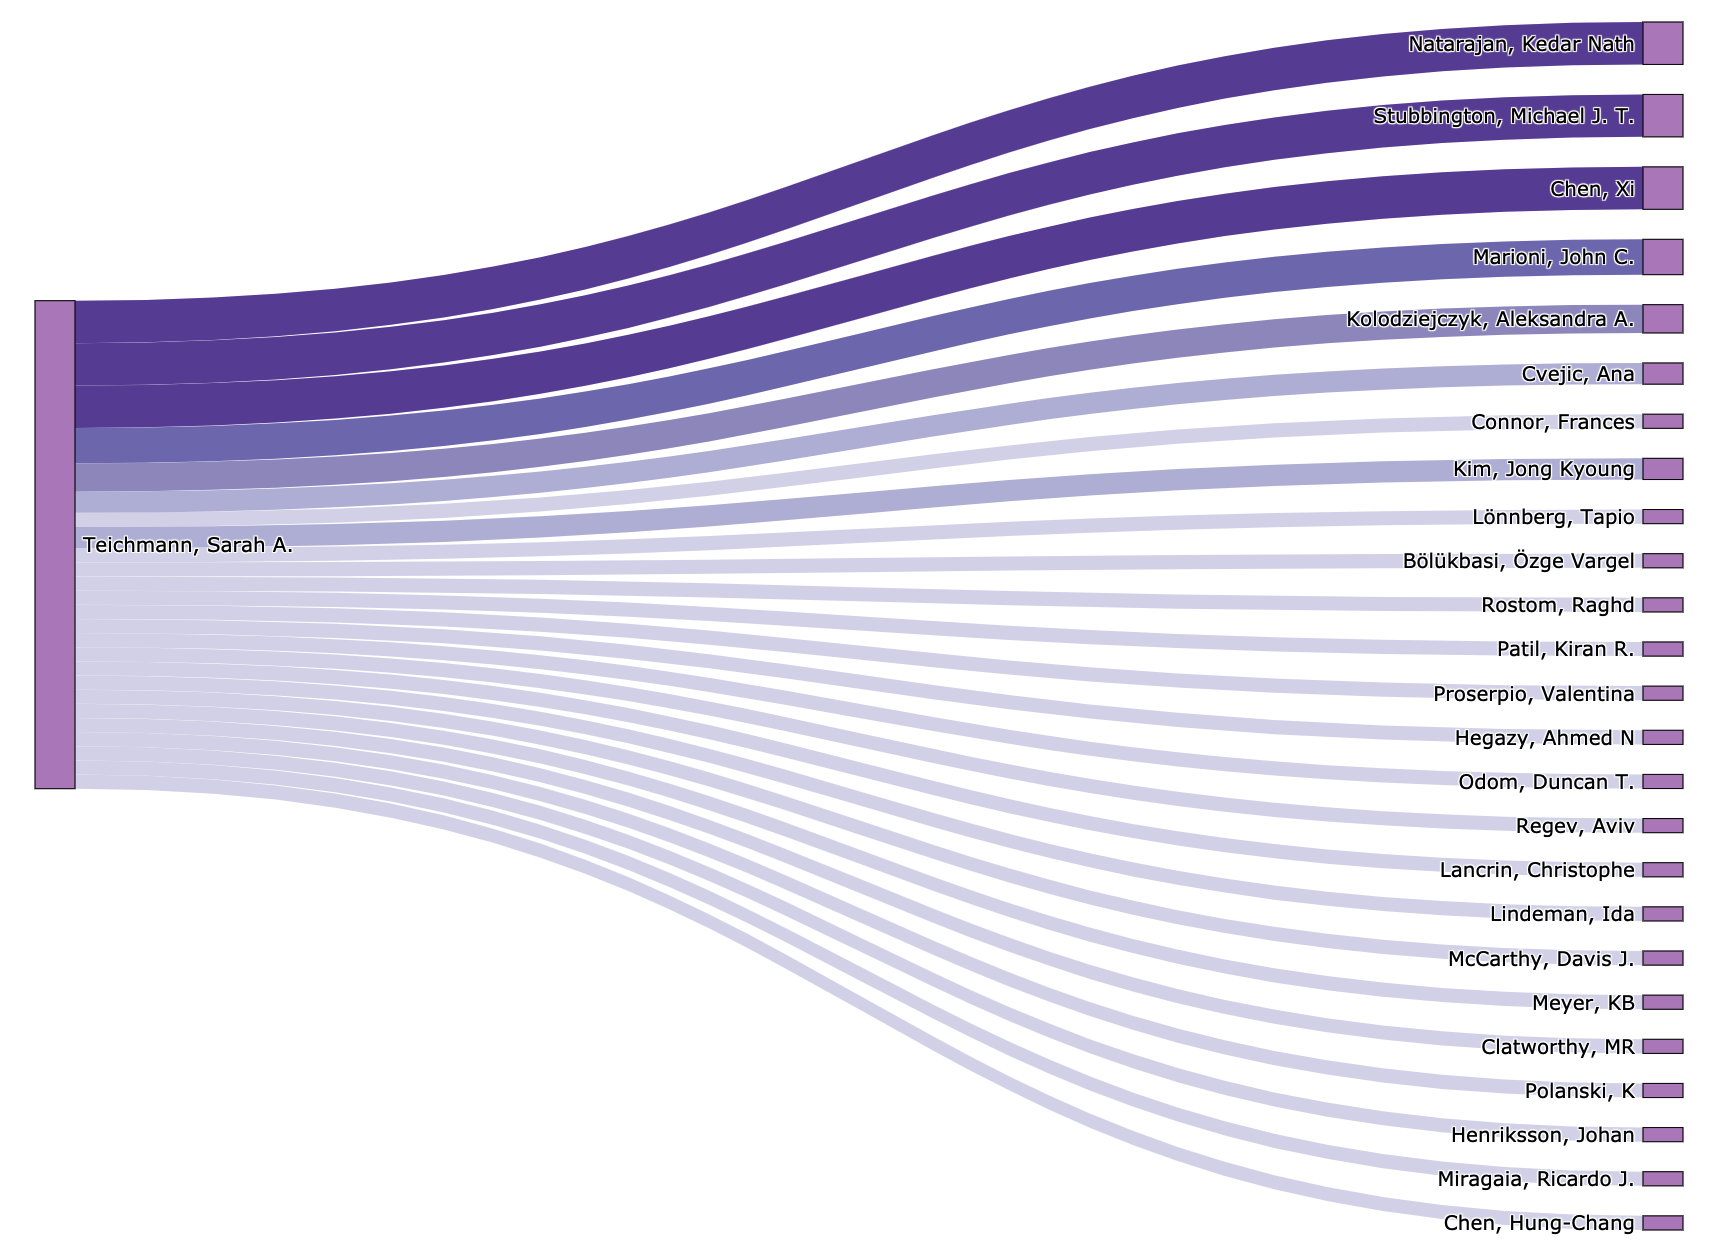 Natarajan, Kedar Nath
Stubbington, Michael J. T.
Chen, Xi
Marioni, John C.
Kolodziejczyk, Aleksandra A.
Cvejic, Ana
Connor, Frances
Kim, Jong Kyoung
Lönnberg, Tapio
Teichmann, Sarah A.
Bölükbasi, Özge Vargel
Rostom, Raghd
Patil, Kiran R.
Proserpio, Valentina
Hegazy, Ahmed N
Odom, Duncan T.
Regev, Aviv
Lancrin, Christophe
Lindeman, Ida
McCarthy, Davis J.
Meyer, KB
Clatworthy, MR
Polanski, K
Henriksson, Johan
Miragaia, Ricardo J.
Chen, Hung-Chang